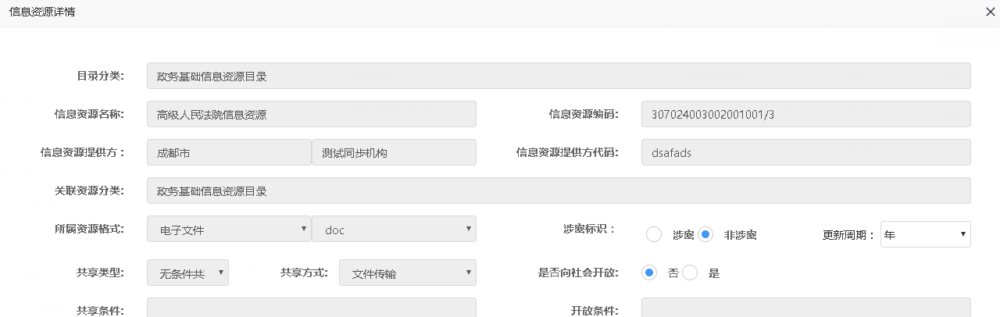 信息资源详情
目录分类: 政务基础信息资源目录
信息资源名称: 高级人民法院信息资源 信息资源编码: 307024003002001001/3
信息资源提供方： 成都市 测试同步机构 信息资源提供方代码: dsafads
关联资源分类: 政务基础信息资源目录
所属资源格式: 电子文件 doc 涉密标识： 涉密 非涉密 更新周期： 年
共享类型: 无条件共 共享方式: 文件传输 是否向社会开放: 否 是
共享条件: 开放条件: